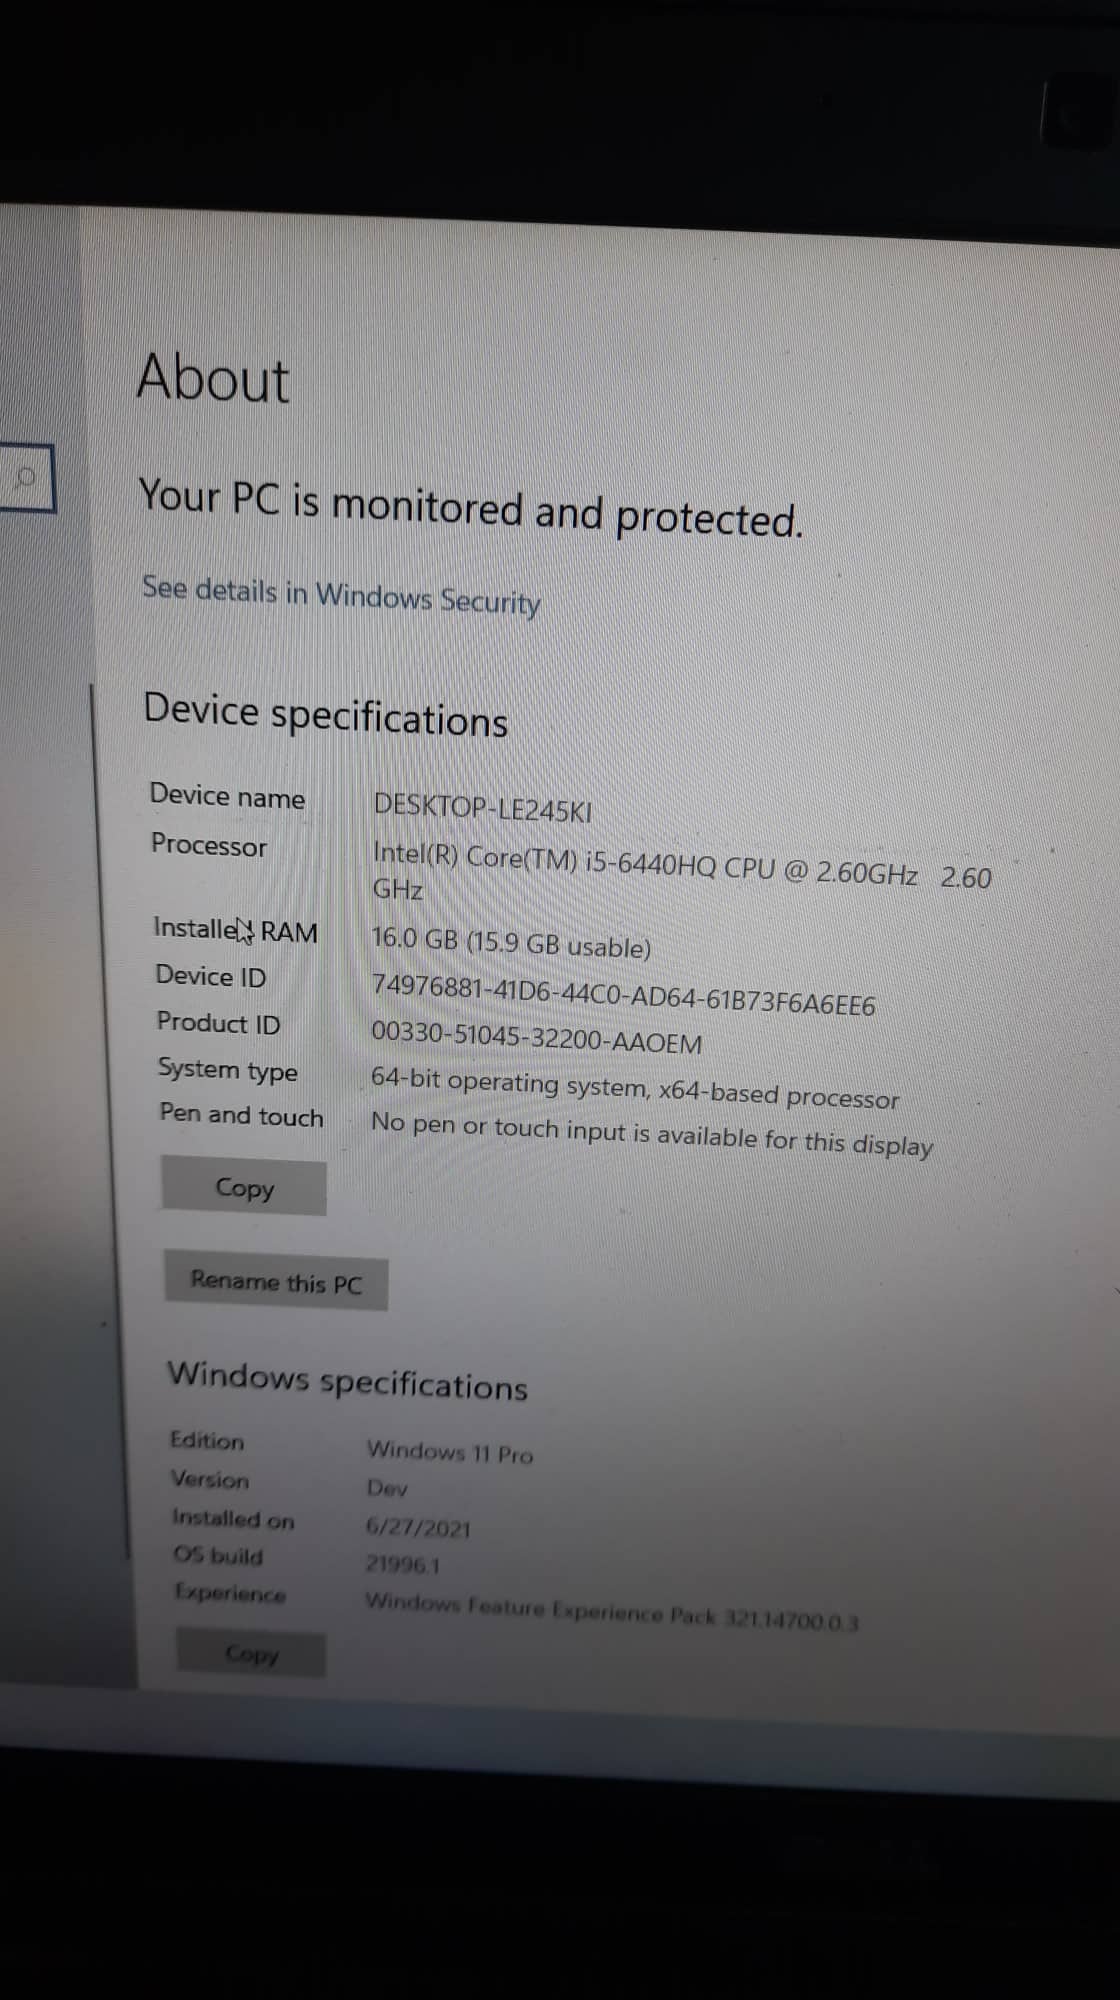 About
Your PC is monitored and protected.
See details in Windows Security
Device specifications
Device name DESKTOP-LE245KI
Processor Intel(R) Core(TM) i5-6440HQ CPU @ 2.60GHz 2.60
GHz
Installed RAM 16.0 GB (15.9 GB usable)
Device ID 74976881-41D6-44C0-AD64-61B73F6A6EE6
Product ID 00330-51045-32200-AAOEM
System type 64-bit operating system, x64-based processor
Pen and touch No pen or touch input is available for this display
Copy
Rename this PC
Windows specifications
Edition Windows 11 Pro
Version Dev
Installed on 6/27/2021
OS build 21996.1
Experience Windows Feature Experience Pack 321.14700.0.3
Copy